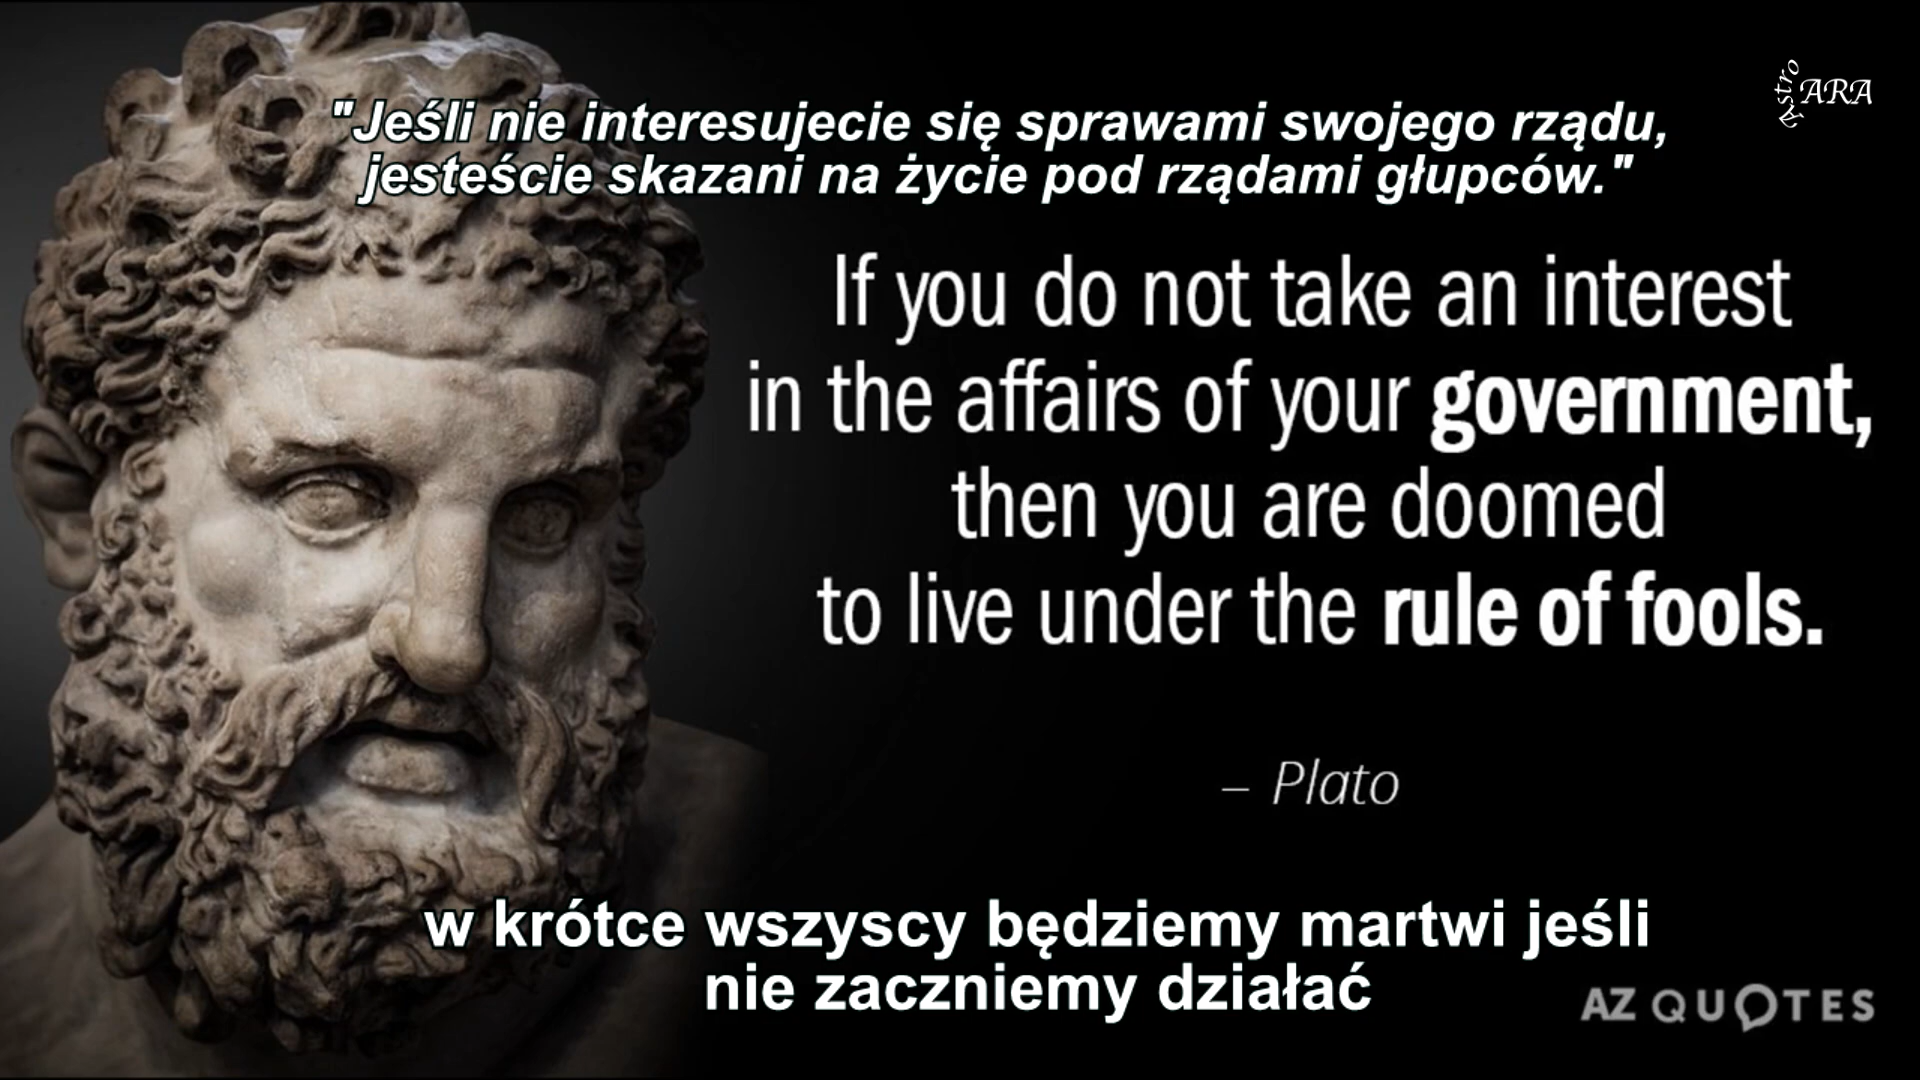 "Jeśli nie interesujecie się sprawami swojego rządu,
jesteście skazani na życie pod rządami głupców."
Astro ARA
If you do not take an interest
in the affairs of your government,
then you are doomed
to live under the rule of fools.
– Plato
w krótce wszyscy będziemy martwi jeśli
nie zaczniemy działać
AZ QUOTES